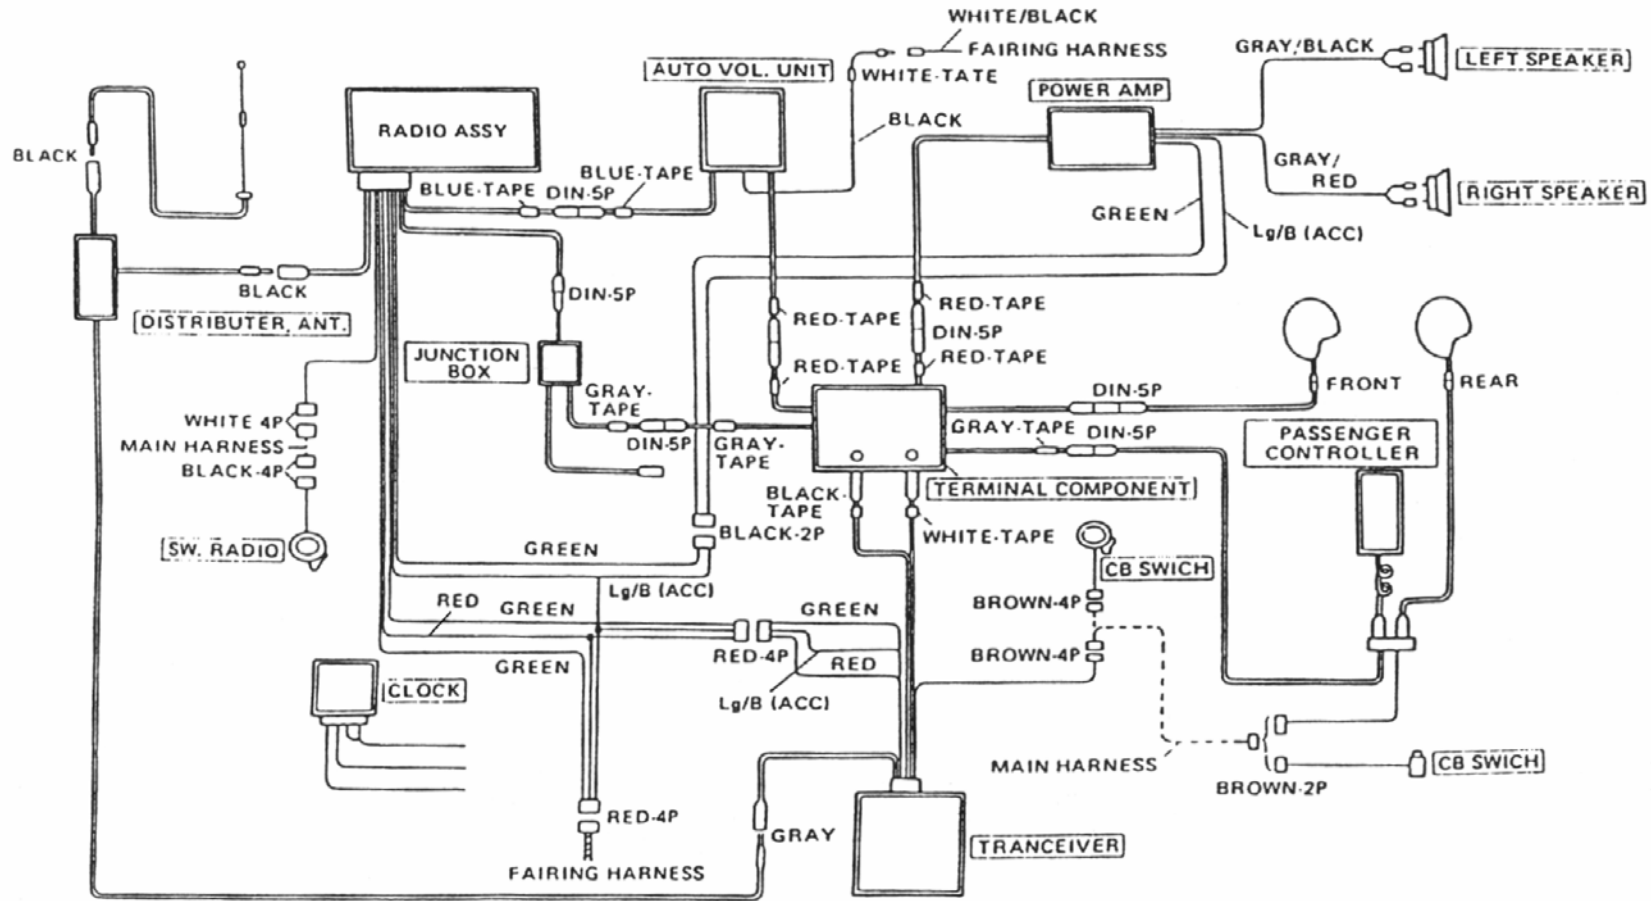 WHITE/BLACK
FAIRING HARNESS
WHITE-TATE
GRAY/BLACK
LEFT SPEAKER
AUTO VOL. UNIT
POWER AMP
RADIO ASSY
BLACK
BLACK
BLUE-TAPE
DIN-5P
BLUE-TAPE
GRAY/
RED
RIGHT SPEAKER
GREEN
Lg/B (ACC)
BLACK
DISTRIBUTER, ANT.
DIN-5P
RED-TAPE
RED-TAPE
RED-TAPE
DIN-5P
RED-TAPE
JUNCTION
BOX
GRAY-
TAPE
DIN-5P
GRAY-
TAPE
DIN-5P
FRONT
REAR
GRAY-TAPE
DIN-5P
PASSENGER
CONTROLLER
WHITE 4P
MAIN HARNESS
BLACK-4P
SW. RADIO
TERMINAL COMPONENT
BLACK-
TAPE
WHITE-TAPE
BLACK-2P
GREEN
Lg/B (ACC)
CB SWICH
BROWN-4P
BROWN-4P
RED
GREEN
GREEN
RED-4P
RED
GREEN
Lg/B (ACC)
CLOCK
MAIN HARNESS
BROWN-2P
CB SWICH
RED-4P
GRAY
FAIRING HARNESS
TRANCEIVER